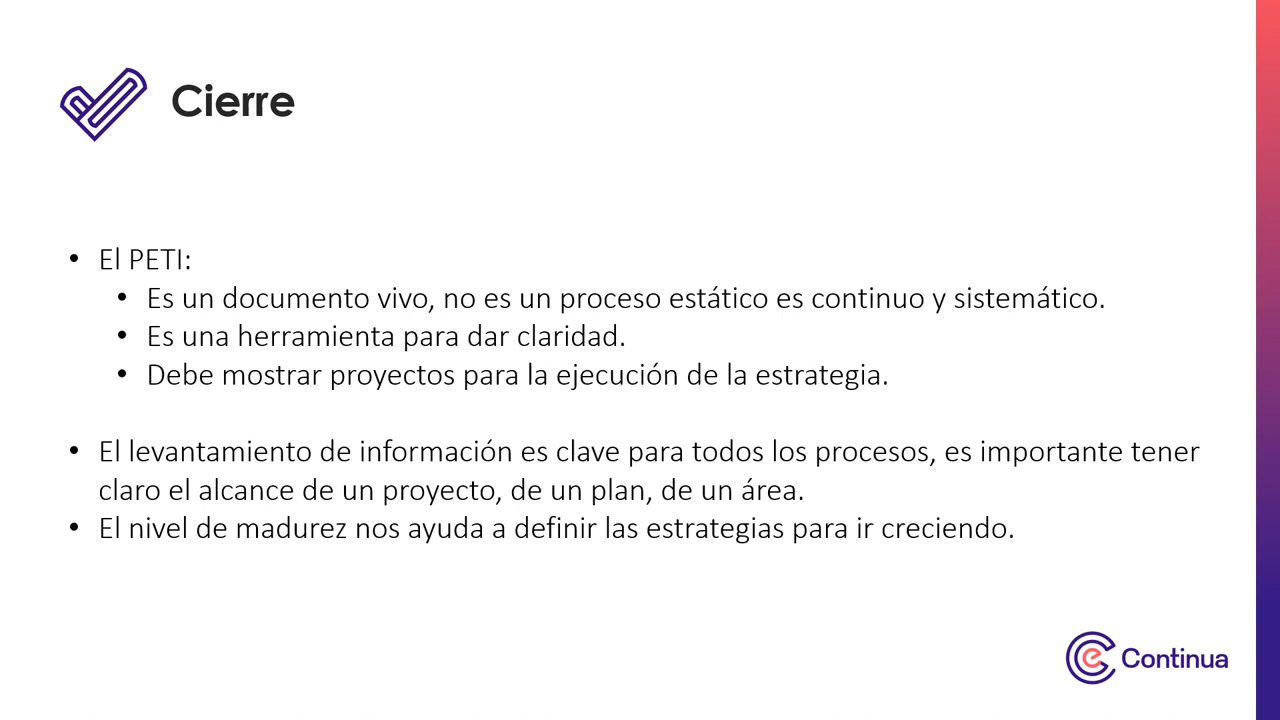 Cierre
• El PETI:
• Es un documento vivo, no es un proceso estático es continuo y sistemático.
• Es una herramienta para dar claridad.
• Debe mostrar proyectos para la ejecución de la estrategia.
• El levantamiento de información es clave para todos los procesos, es importante tener
claro el alcance de un proyecto, de un plan, de un área.
• El nivel de madurez nos ayuda a definir las estrategias para ir creciendo.
e Continua